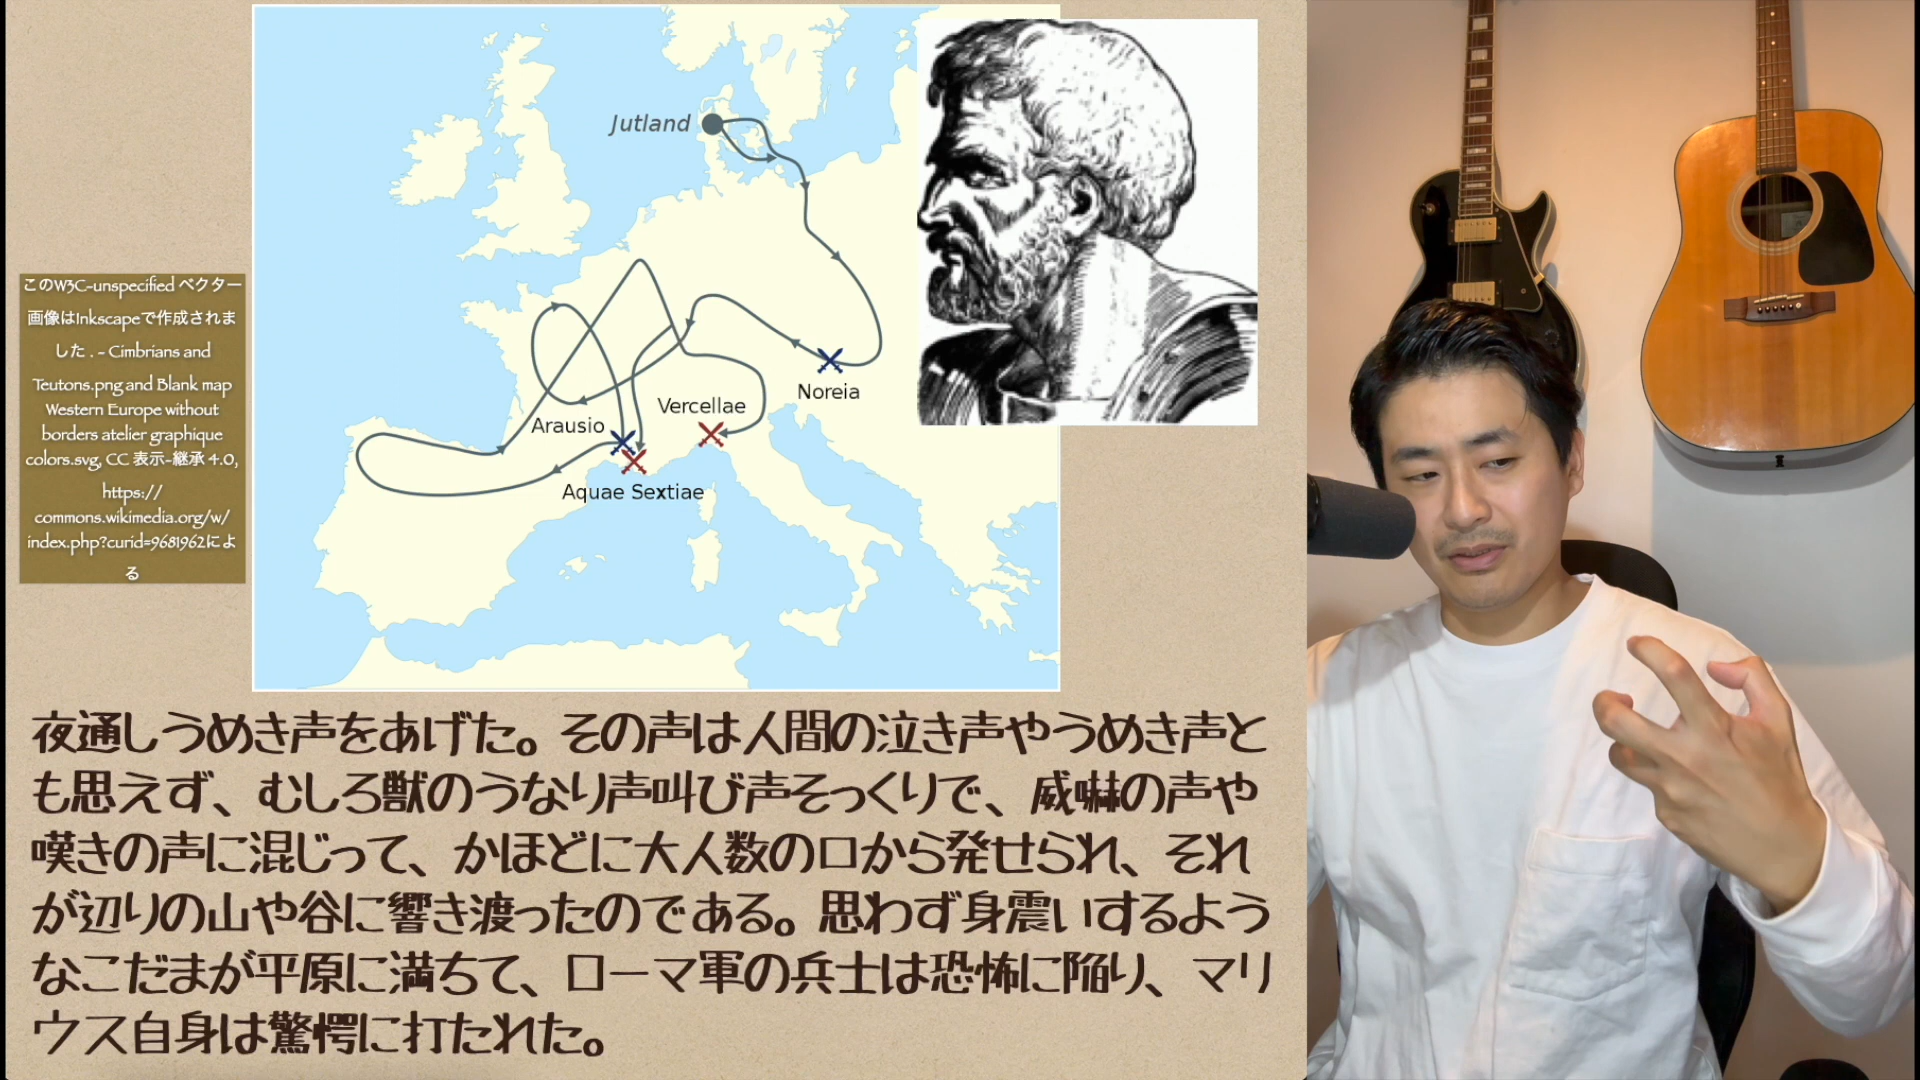 このW3C-unspecified ベクター
画像はInkscapeで作成されま
した . - Cimbrians and
Teutons.png and Blank map
Western Europe without
borders atelier graphique
colors.svg, CC 表示-継承 4.0,
https://
commons.wikimedia.org/w/
index.php?curid=9681962によ
る
Jutland
Noreia
Vercellae
Arausio
Aquae Sextiae
夜通しうめき声をあげた。その声は人間の泣き声やうめき声と
も思えず、むしろ獣のうなり声叫び声そっくりで、威嚇の声や
嘆きの声に混じって、かほどに大人数の口から発せられ、それ
が辺りの山や谷に響き渡ったのである。思わず身震いするよう
なこだまが平原に満ちて、ローマ軍の兵士は恐怖に陥り、マリ
ウス自身は驚愕に打たれた。